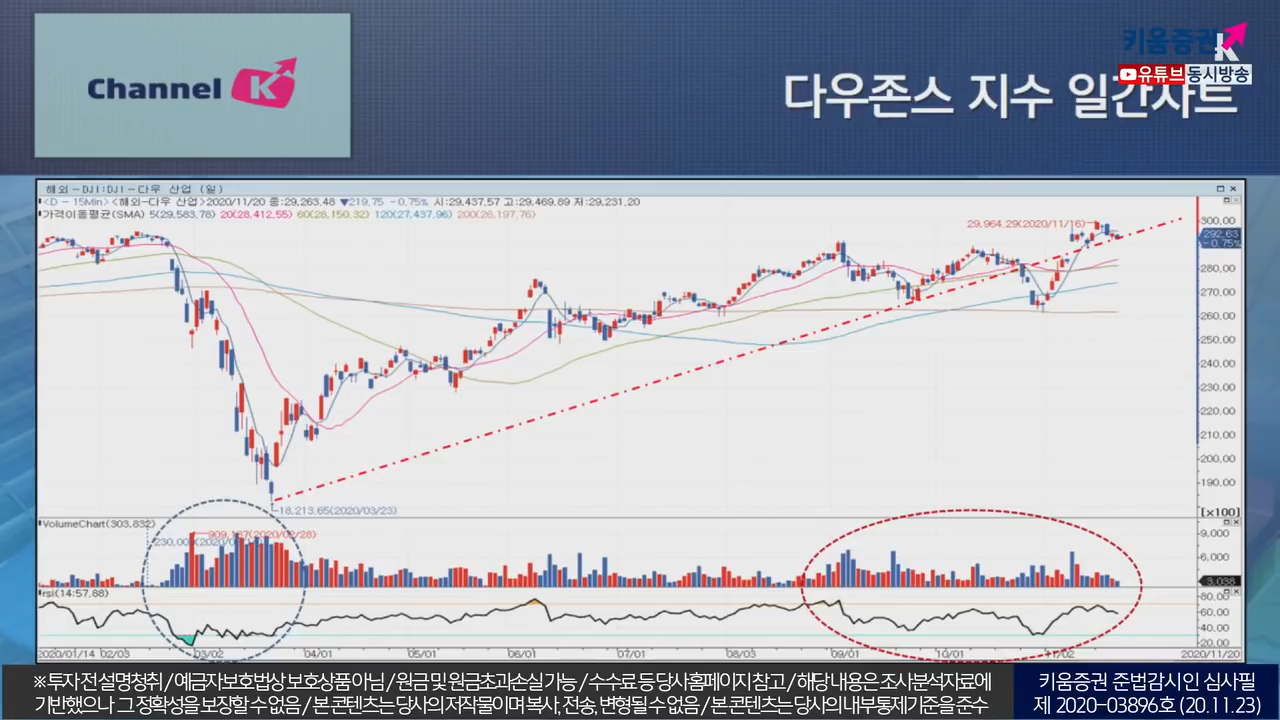 Channel K
키움증권
유튜브 동시방송
다우존스 지수 일간차트
해외-DJI:DJI-다우 산업 (일)
<D - 15Min> <해외-다우 산업>2020/11/20 종:29,263.48 ▼219.75 -0.75% 시:29,437.57 고:29,469.89 저:29,231.20
가격이동평균(SMA) 5(29,583.78) 20(28,412.55) 60(28,150.32) 120(27,437.96) 200(26,197.76)
29,964.29(2020/11/16)
300,00
292,63
-0.75%
280,00
270,00
260,00
250,00
240,00
230,00
220,00
210,00
200,00
190,00
18,213.65(2020/03/23)
[x100]
VolumeChart(303,832)
909,187(2020/02/28)
9,000
6,000
3,038
rsi(14:57.88)
80.00
60.00
40.00
20.00
2020/01/14 02/03 03/02 04/01 05/01 06/01 07/01 08/03 09/01 10/01 11/02 2020/11/20
※ 투자 전 설명청취 / 예금자보호법상 보호상품 아님 / 원금 및 원금초과손실 가능 / 수수료 등 당사홈페이지 참고 / 해당 내용은 조사분석자료에
기반했으나 그 정확성을 보장할 수 없음 / 본 콘텐츠는 당사의 저작물이며 복사, 전송, 변형될 수 없음 / 본 콘텐츠는 당사의 내부통제기준을 준수
키움증권 준법감시인 심사필
제 2020-03896호 (20.11.23)